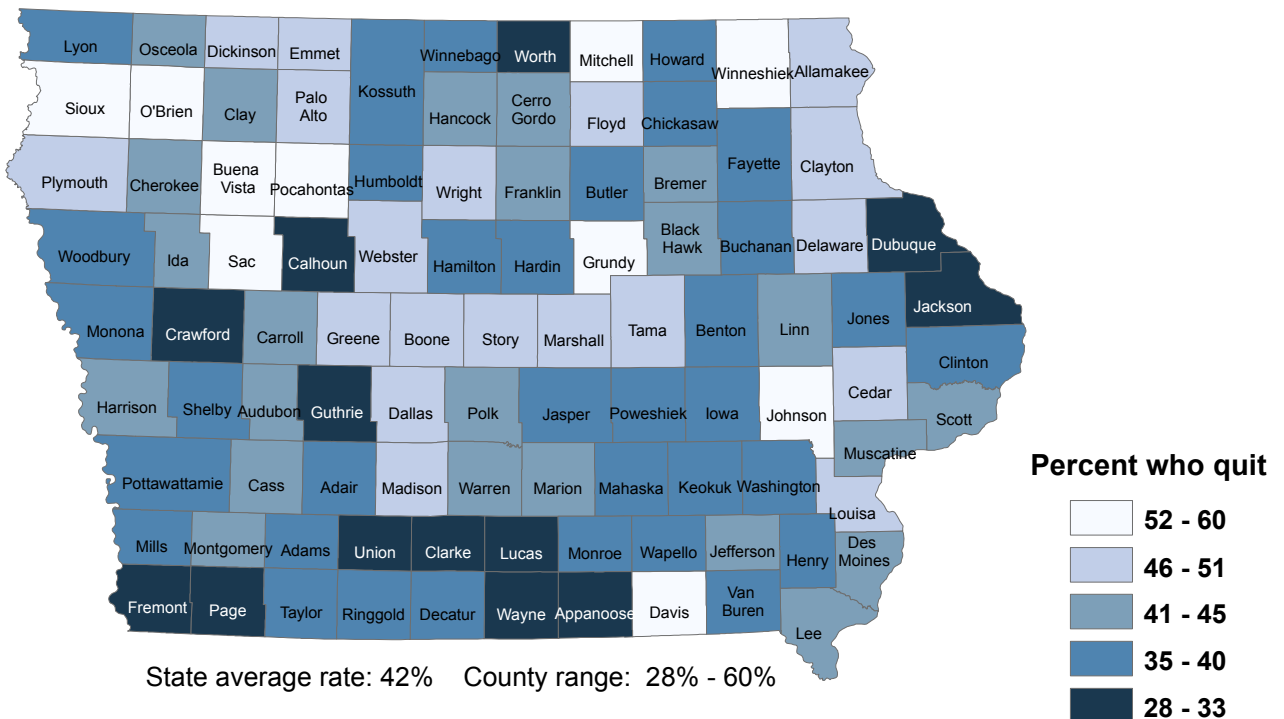 Lyon
Osceola
Dickinson
Emmet
Kossuth
Winnebago
Worth
Mitchell
Howard
Winneshiek
Allamakee
Sioux
O'Brien
Clay
Palo
Alto
Hancock
Cerro
Gordo
Floyd
Chickasaw
Plymouth
Cherokee
Buena
Vista
Pocahontas
Humboldt
Wright
Franklin
Butler
Bremer
Fayette
Clayton
Woodbury
Ida
Sac
Calhoun
Webster
Hamilton
Hardin
Grundy
Black
Hawk
Buchanan
Delaware
Dubuque
Monona
Crawford
Carroll
Greene
Boone
Story
Marshall
Tama
Benton
Linn
Jones
Jackson
Clinton
Harrison
Shelby
Audubon
Guthrie
Dallas
Polk
Jasper
Poweshiek
Iowa
Johnson
Cedar
Scott
Muscatine
Pottawattamie
Cass
Adair
Madison
Warren
Marion
Mahaska
Keokuk
Washington
Louisa
Mills
Montgomery
Adams
Union
Clarke
Lucas
Monroe
Wapello
Jefferson
Henry
Des
Moines
Fremont
Page
Taylor
Ringgold
Decatur
Wayne
Appanoose
Davis
Van
Buren
Lee
State average rate: 42% County range: 28% - 60%
Percent who quit
52 - 60
46 - 51
41 - 45
35 - 40
28 - 33